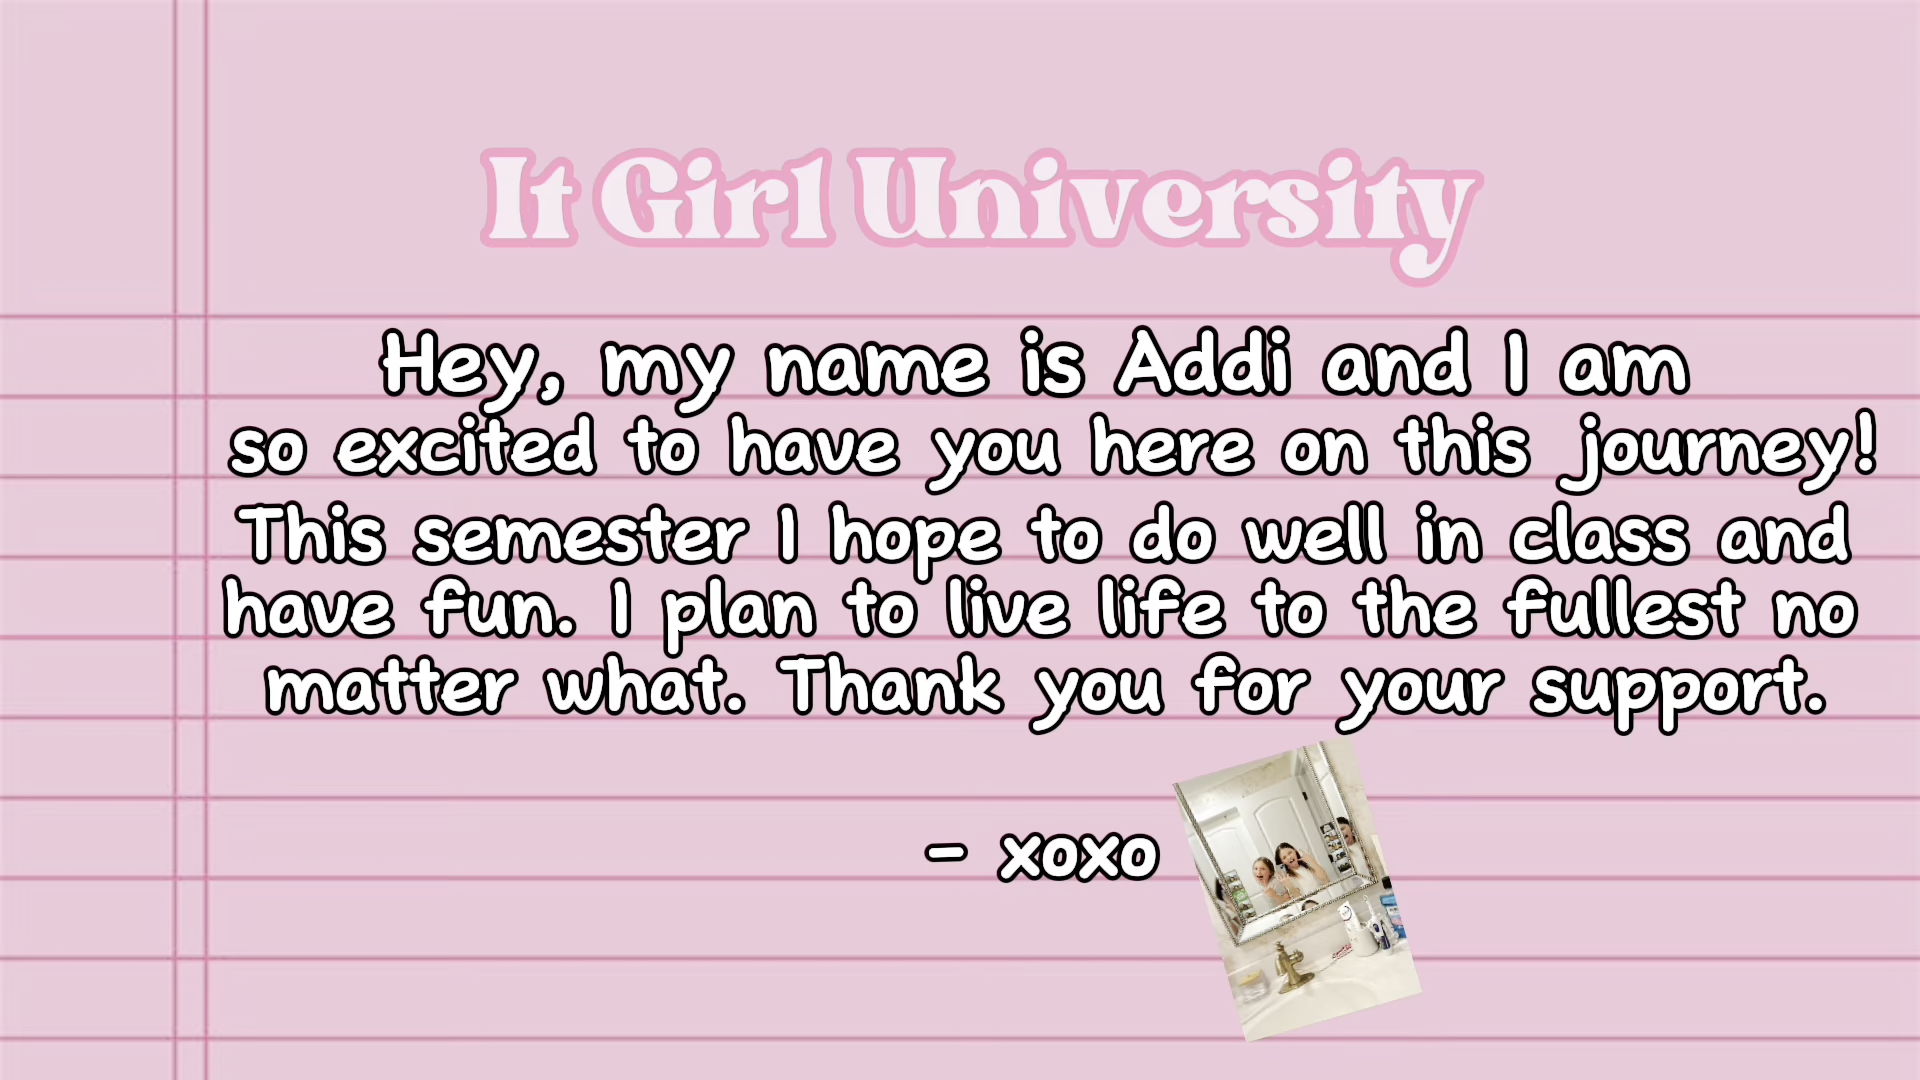 It Girl University
Hey, my name is Addi and I am
so excited to have you here on this journey!
This semester I hope to do well in class and
have fun. I plan to live life to the fullest no
matter what. Thank you for your support.
- xoxo